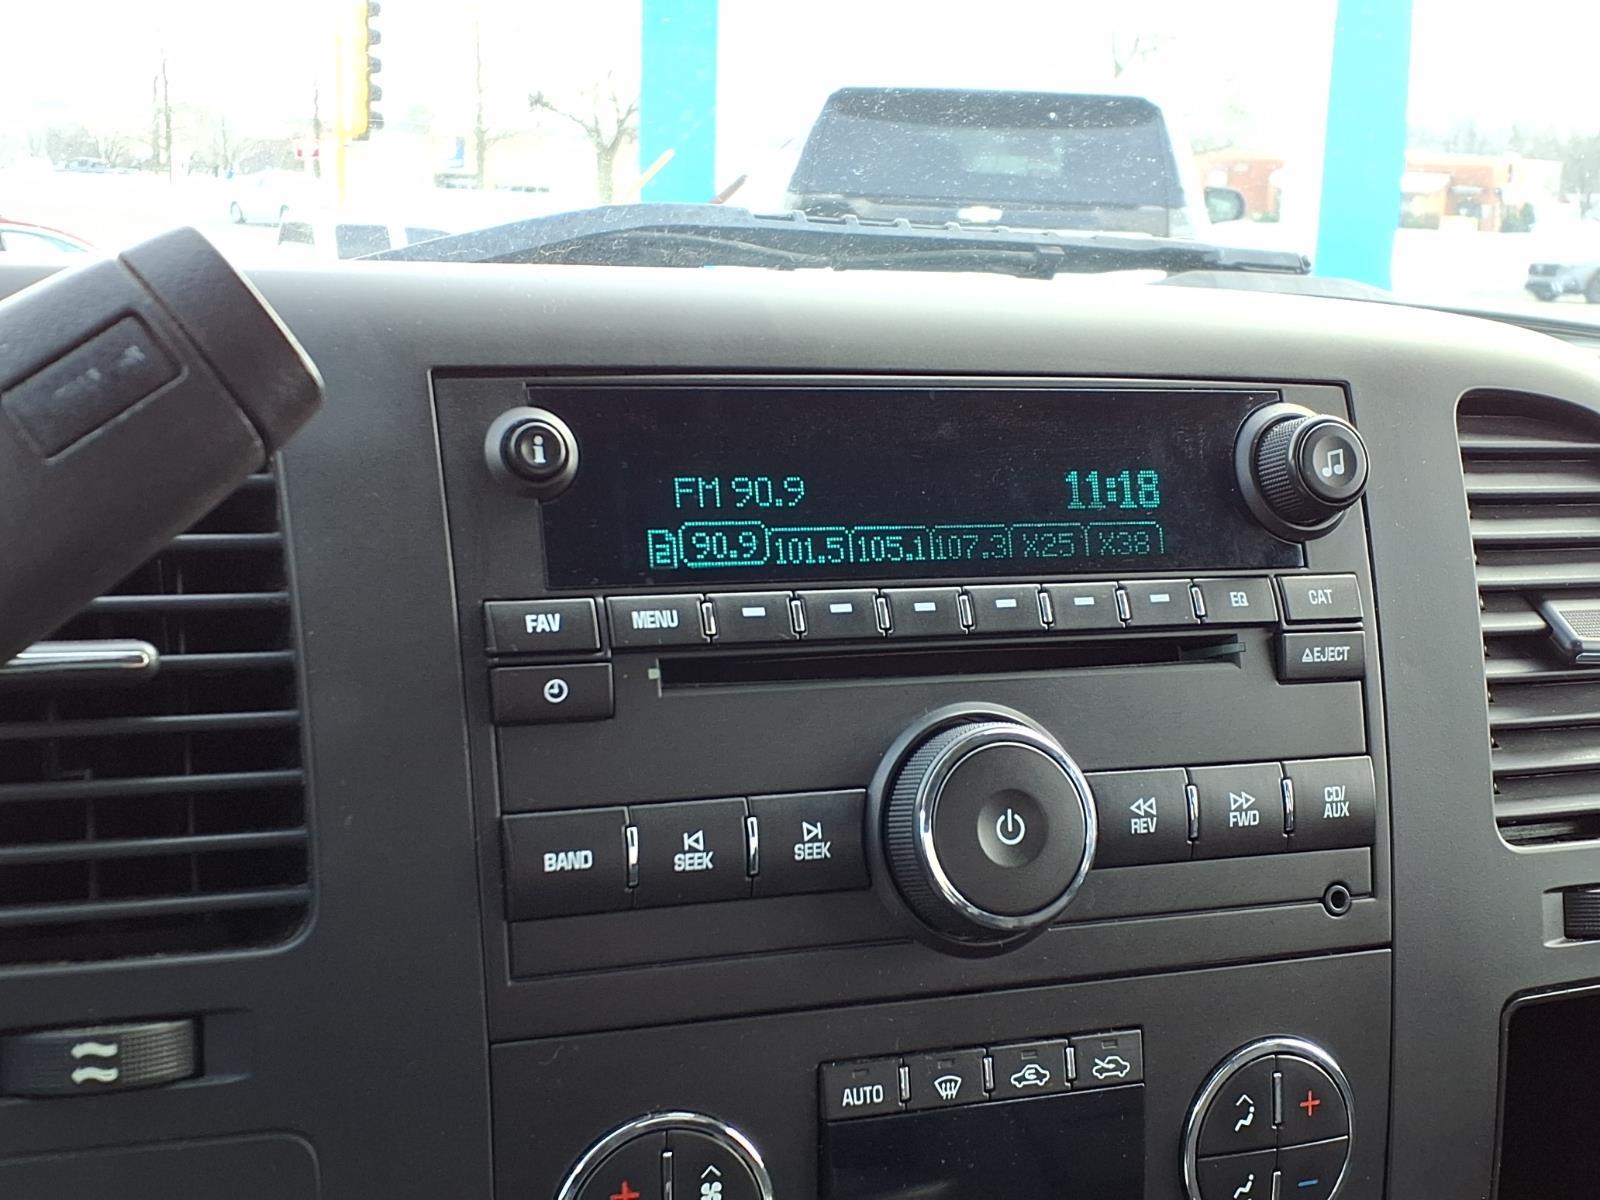 FM 90.9 11:18
2 90.9 101.5 105.1 107.3 X25 X38
FAV MENU EQ CAT
EJECT
BAND SEEK SEEK REV FWD CD/
AUX
AUTO